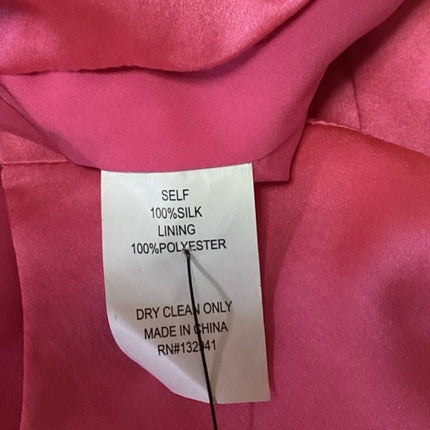 SELF
100%SILK
LINING
100%POLYESTER
DRY CLEAN ONLY
MADE IN CHINA